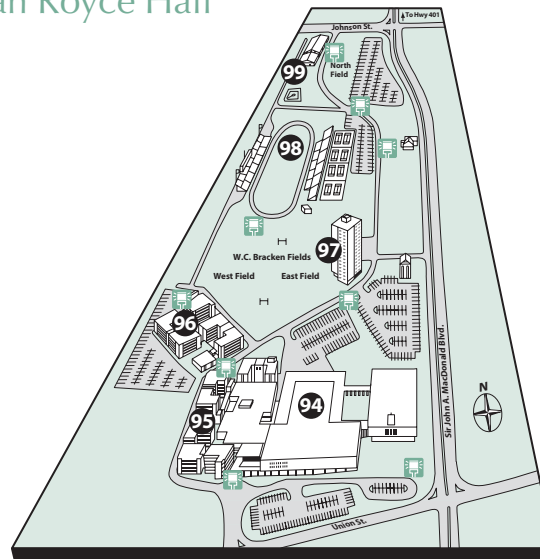 Royce Hall
To Hwy 401
Johnson St.
North
Field
99
98
97
W.C. Bracken Fields
West Field East Field
96
95
94
Sir John A. MacDonald Blvd.
N
Union St.